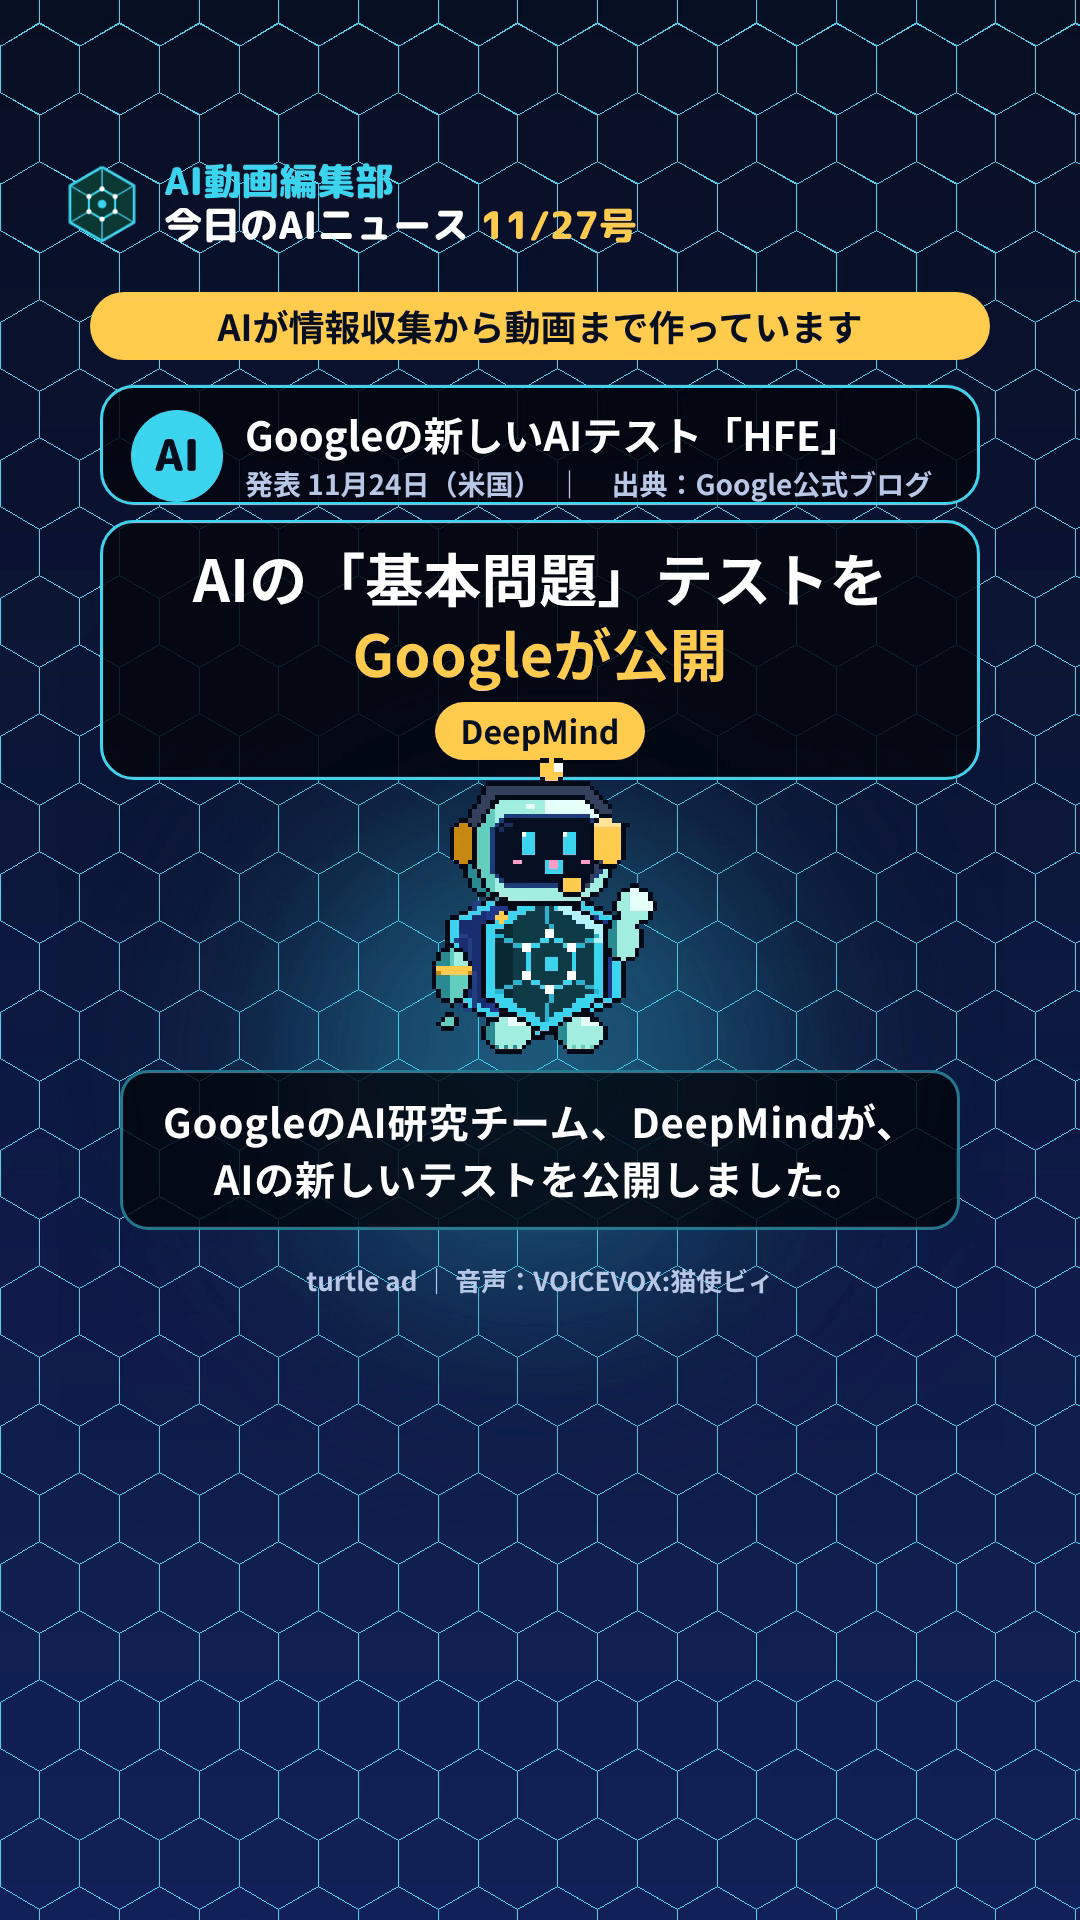 AI動画編集部
今日のAIニュース 11/27号
AIが情報収集から動画まで作っています
AI
Googleの新しいAIテスト「HFE」
発表 11月24日（米国） ｜ 出典：Google公式ブログ
AIの「基本問題」テストを
Googleが公開
DeepMind
GoogleのAI研究チーム、DeepMindが、
AIの新しいテストを公開しました。
turtle ad ｜ 音声：VOICEVOX:猫使ビィ